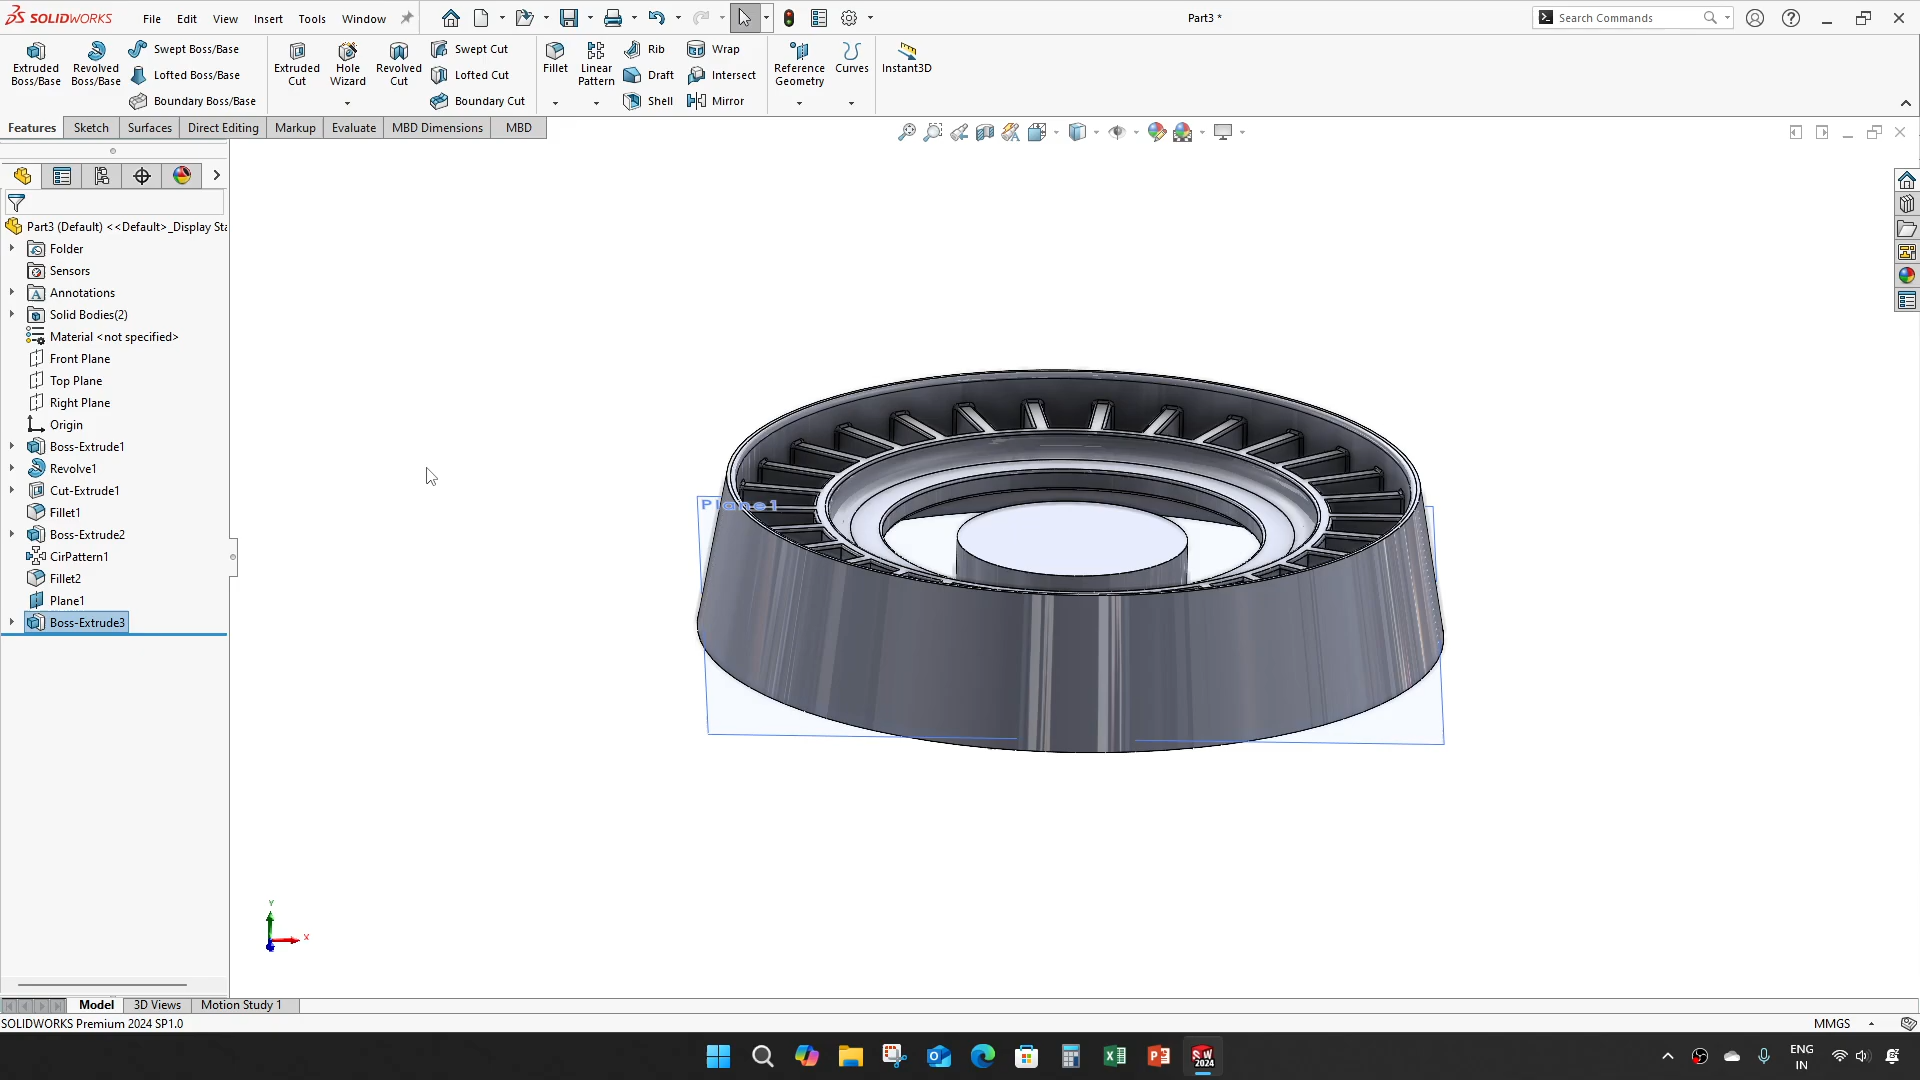 SOLIDWORKS File Edit View Insert Tools Window Part3 * Search Commands
Extruded Boss/Base
Revolved Boss/Base
Swept Boss/Base
Lofted Boss/Base
Boundary Boss/Base
Extruded Cut
Hole Wizard
Revolved Cut
Swept Cut
Lofted Cut
Boundary Cut
Fillet
Linear Pattern
Rib
Draft
Shell
Wrap
Intersect
Mirror
Reference Geometry
Curves
Instant3D
Features Sketch Surfaces Direct Editing Markup Evaluate MBD Dimensions MBD
Part3 (Default) <<Default>_Display Sta
Folder
Sensors
Annotations
Solid Bodies(2)
Material <not specified>
Front Plane
Top Plane
Right Plane
Origin
Boss-Extrude1
Revolve1
Cut-Extrude1
Fillet1
Boss-Extrude2
CirPattern1
Fillet2
Plane1
Boss-Extrude3
Plane1
Y
X
Model 3D Views Motion Study 1
SOLIDWORKS Premium 2024 SP1.0 MMGS
SW 2024
ENG
IN